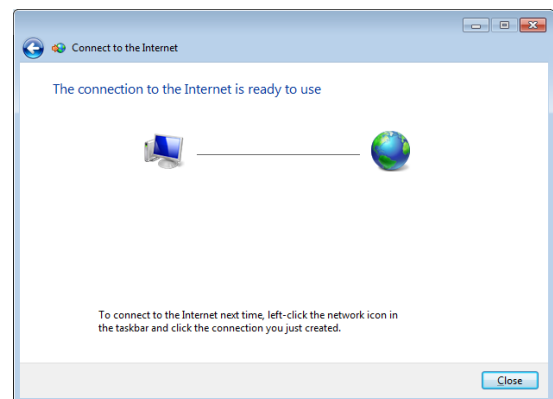 Connect to the Internet
The connection to the Internet is ready to use
To connect to the Internet next time, left-click the network icon in
the taskbar and click the connection you just created.
Close